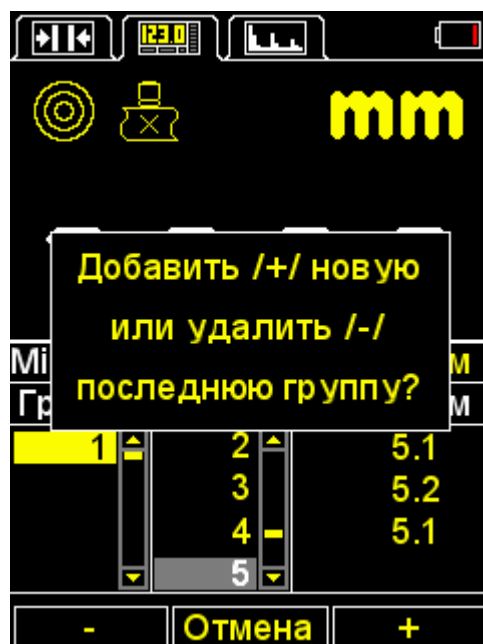 123.0
mm
Добавить /+/ новую
или удалить /-/
последнюю группу?
Mi м
Гр м
1 2 5.1
3 5.2
4 5.1
5
- Отмена +